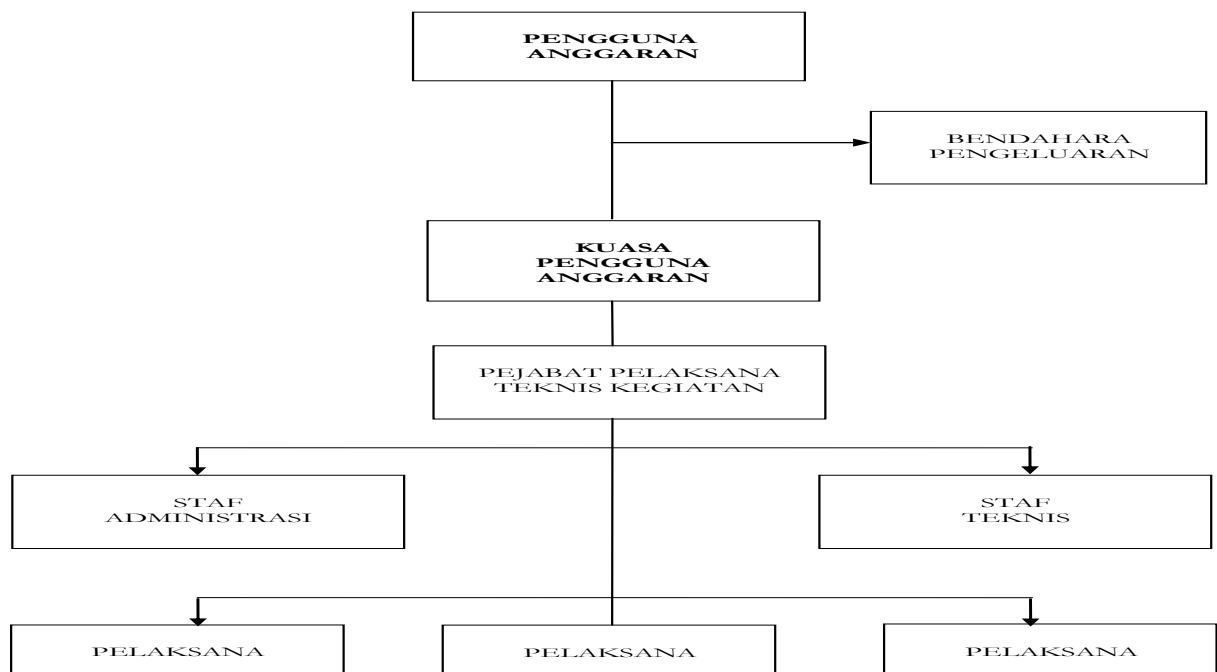 PENGGUNA
ANGGARAN
BENDAHARA
PENGELUARAN
KUASA
PENGGUNA
ANGGARAN
PEJABAT PELAKSANA
TEKNIS KEGIATAN
STAF
ADMINISTRASI
STAF
TEKNIS
PELAKSANA
PELAKSANA
PELAKSANA